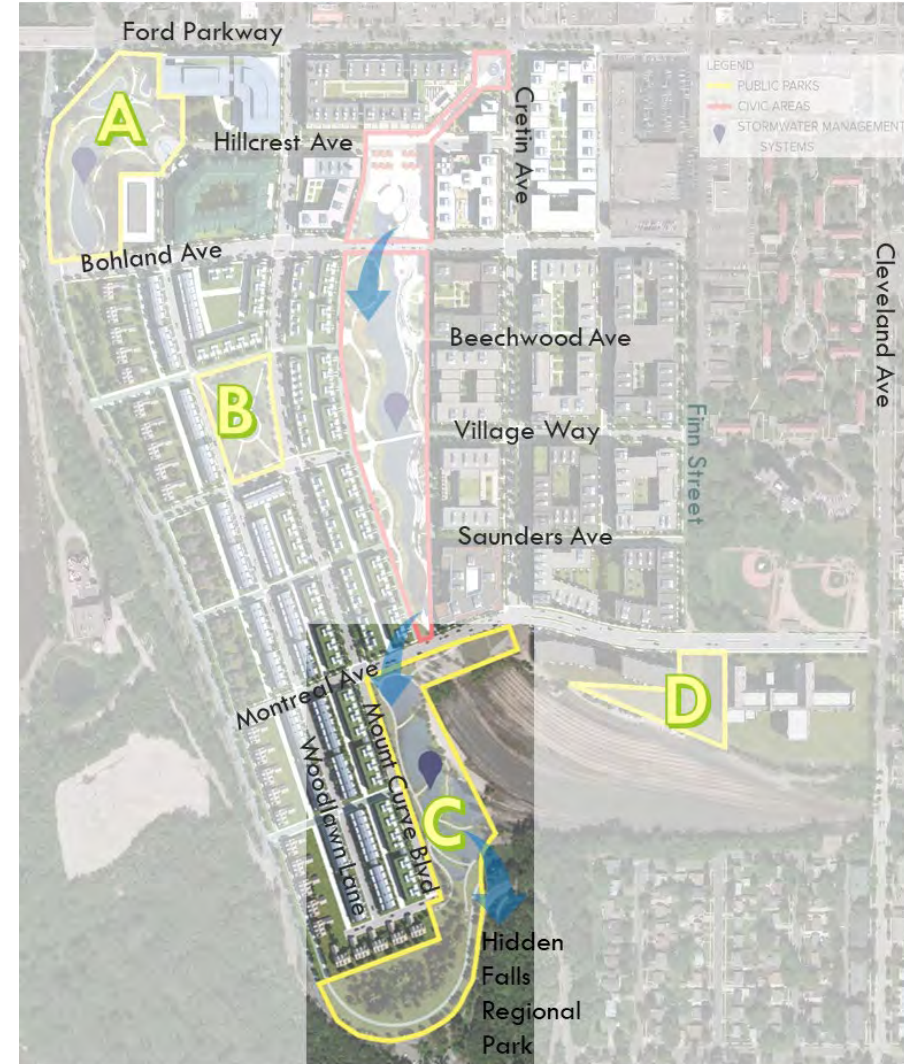 Ford Parkway
LEGEND
PUBLIC PARKS
CIVIC AREAS
STORMWATER MANAGEMENT
SYSTEMS
A
Hillcrest Ave
Cretin Ave
Bohland Ave
Cleveland Ave
Beechwood Ave
B
Village Way
Finn Street
Saunders Ave
Montreal Ave
D
Mount Curve Blvd
Woodlawn Lane
C
Hidden
Falls
Regional
Park